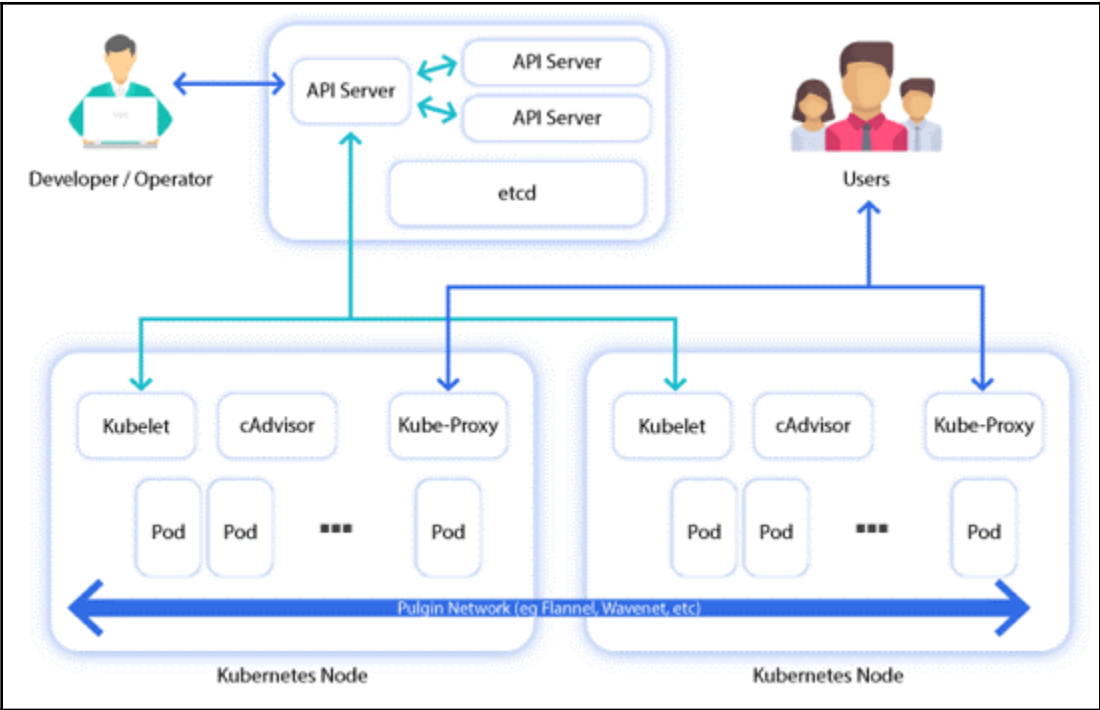 API Server
API Server
API Server
etcd
Developer / Operator
Users
Kubelet
cAdvisor
Kube-Proxy
Kubelet
cAdvisor
Kube-Proxy
Pod
Pod
Pod
Pod
Pod
Pod
Pulgin Network (eg Flannel, Wavenet, etc)
Kubernetes Node
Kubernetes Node